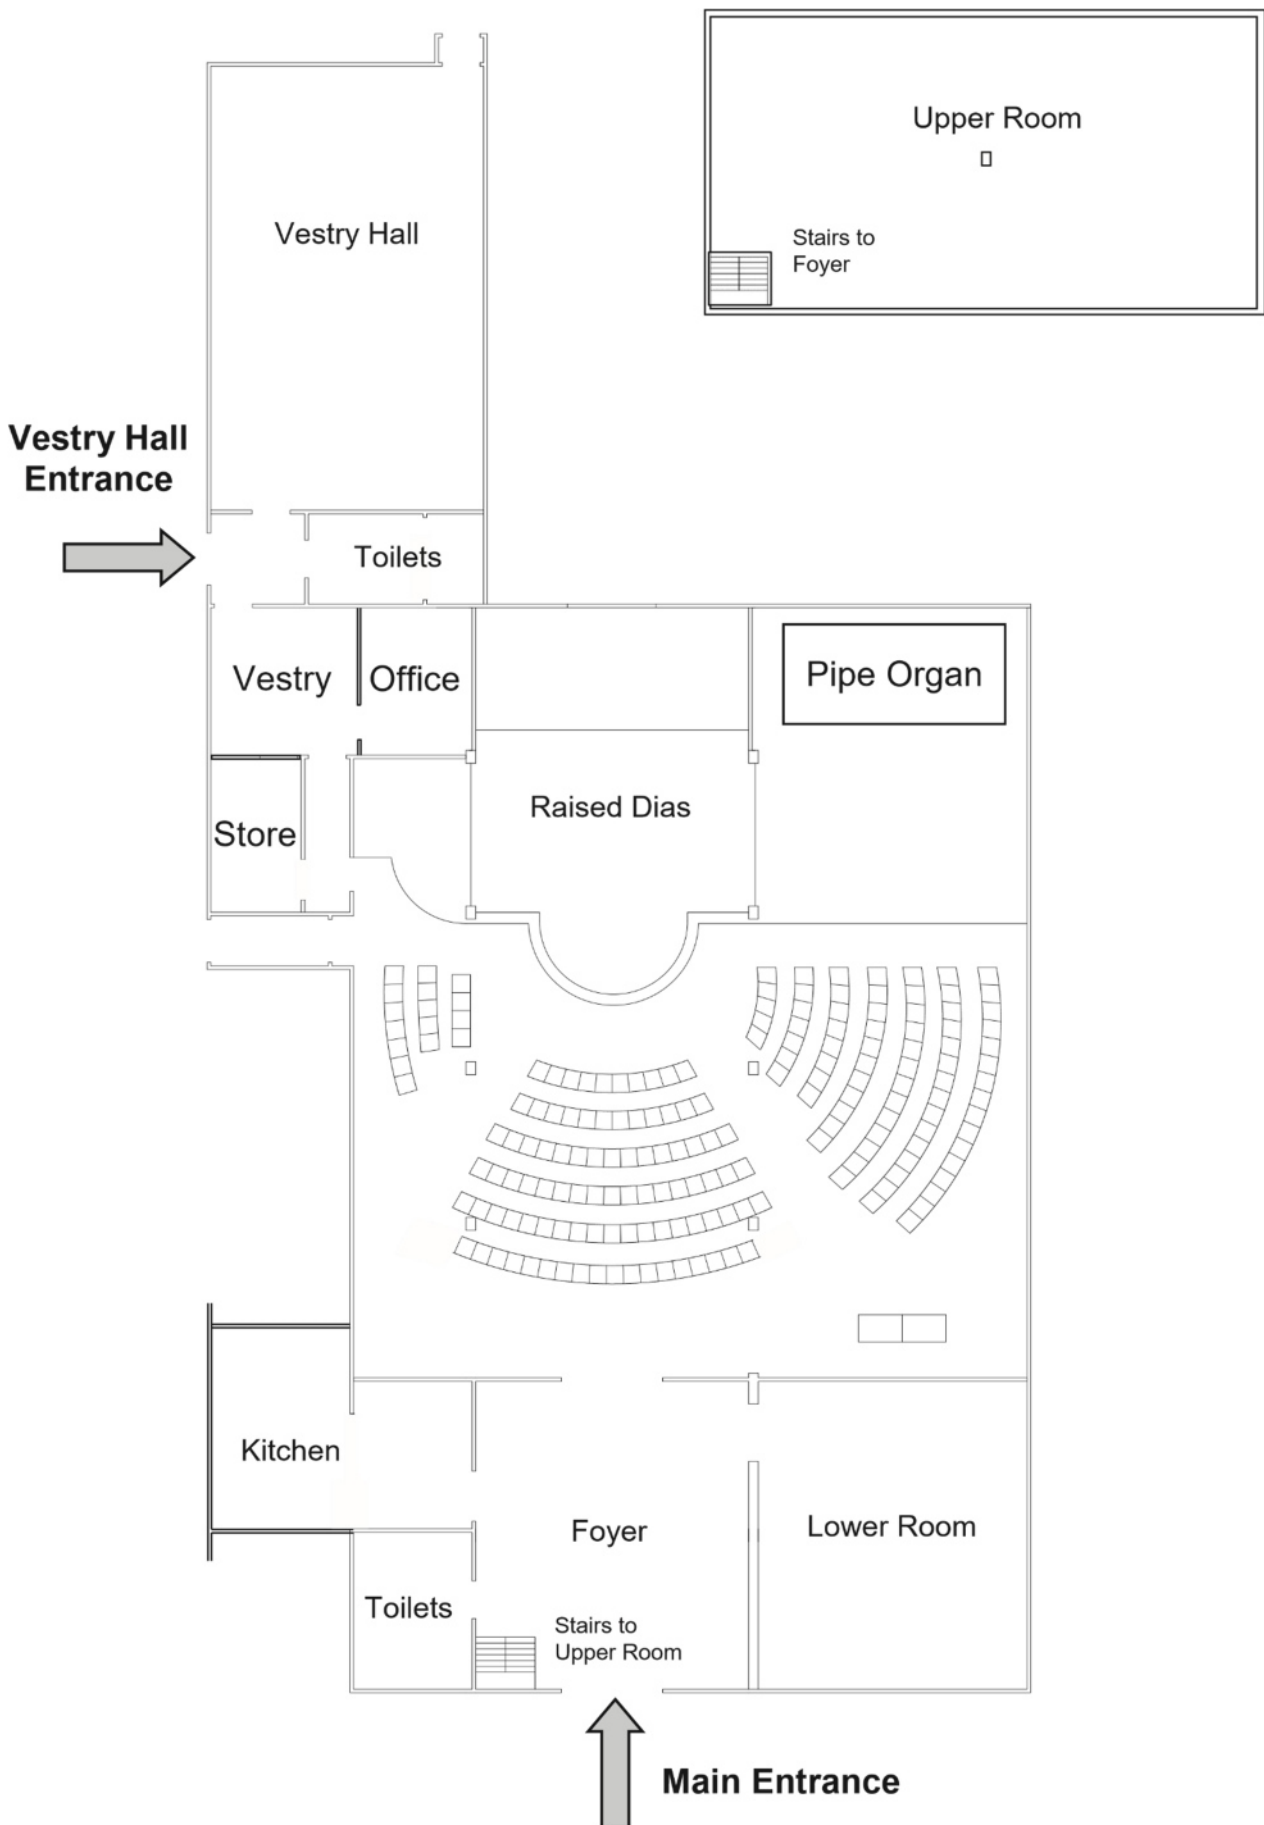 Upper Room
Stairs to
Foyer
Vestry Hall
Vestry Hall
Entrance
Toilets
Vestry
Office
Pipe Organ
Raised Dias
Store
Kitchen
Foyer
Lower Room
Toilets
Stairs to
Upper Room
Main Entrance